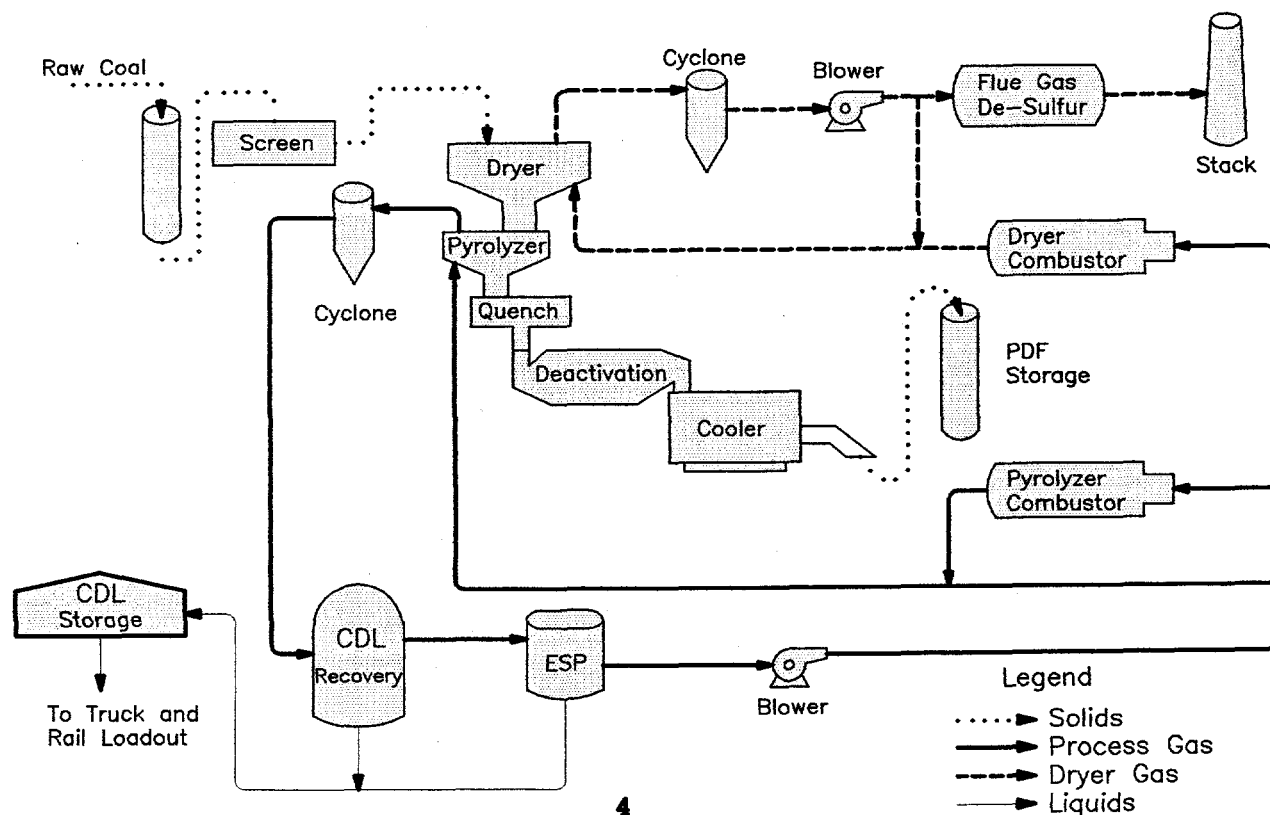 Raw Coal
Screen
Dryer
Cyclone
Blower
Flue Gas
De-Sulfur
Stack
Pyrolyzer
Cyclone
Quench
Deactivation
Cooler
Dryer
Combustor
PDF
Storage
Pyrolyzer
Combustor
CDL
Storage
To Truck and
Rail Loadout
CDL
Recovery
ESP
Blower
Legend
Solids
Process Gas
Dryer Gas
Liquids
4